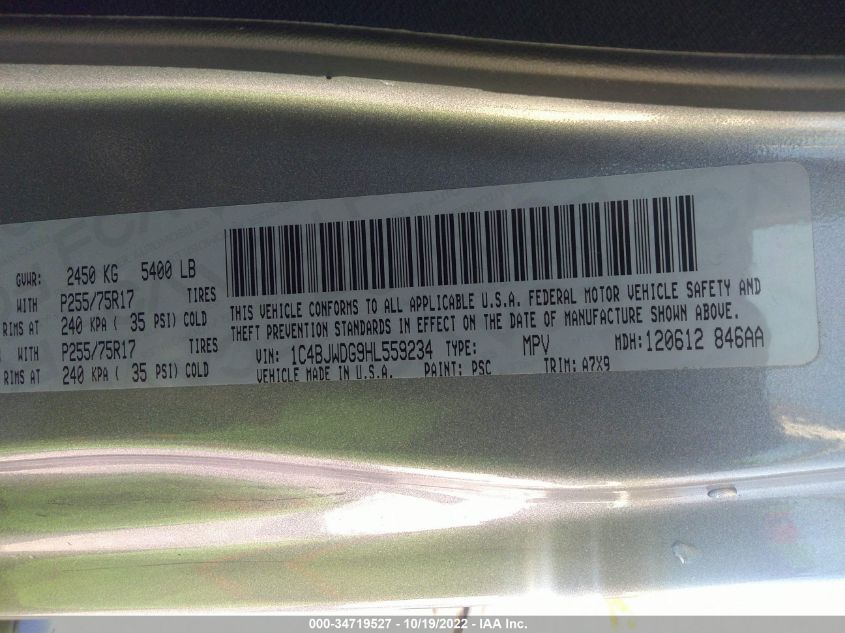 GVWR: 2450 KG 5400 LB
WITH P255/75R17 TIRES
RIMS AT 240 KPA ( 35 PSI) COLD
WITH P255/75R17 TIRES
RIMS AT 240 KPA ( 35 PSI) COLD
THIS VEHICLE CONFORMS TO ALL APPLICABLE U.S.A. FEDERAL MOTOR VEHICLE SAFETY AND
THEFT PREVENTION STANDARDS IN EFFECT ON THE DATE OF MANUFACTURE SHOWN ABOVE.
VIN: 1C4BJWDG9HL559234 TYPE: MPV MDH:120612 846AA
VEHICLE MADE IN U.S.A. PAINT: PSC TRIM: A7X9
000-34719527 - 10/19/2022 - IAA Inc.